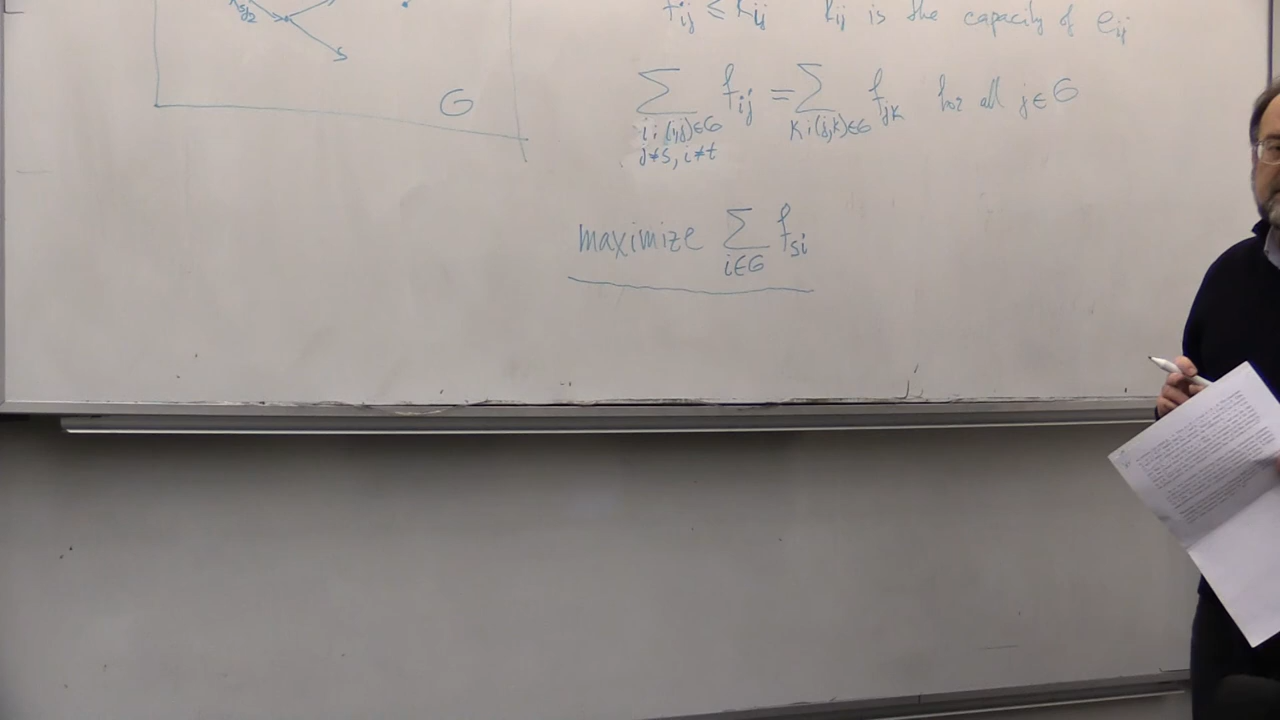 f_ij ≤ k_ij k_ij is the capacity of e_ij
∑ f_ij = ∑ f_jk for all j∈G
i:(i,j)∈G k:(j,k)∈G
j≠s, i≠t
maximize ∑ f_si
i∈G
G